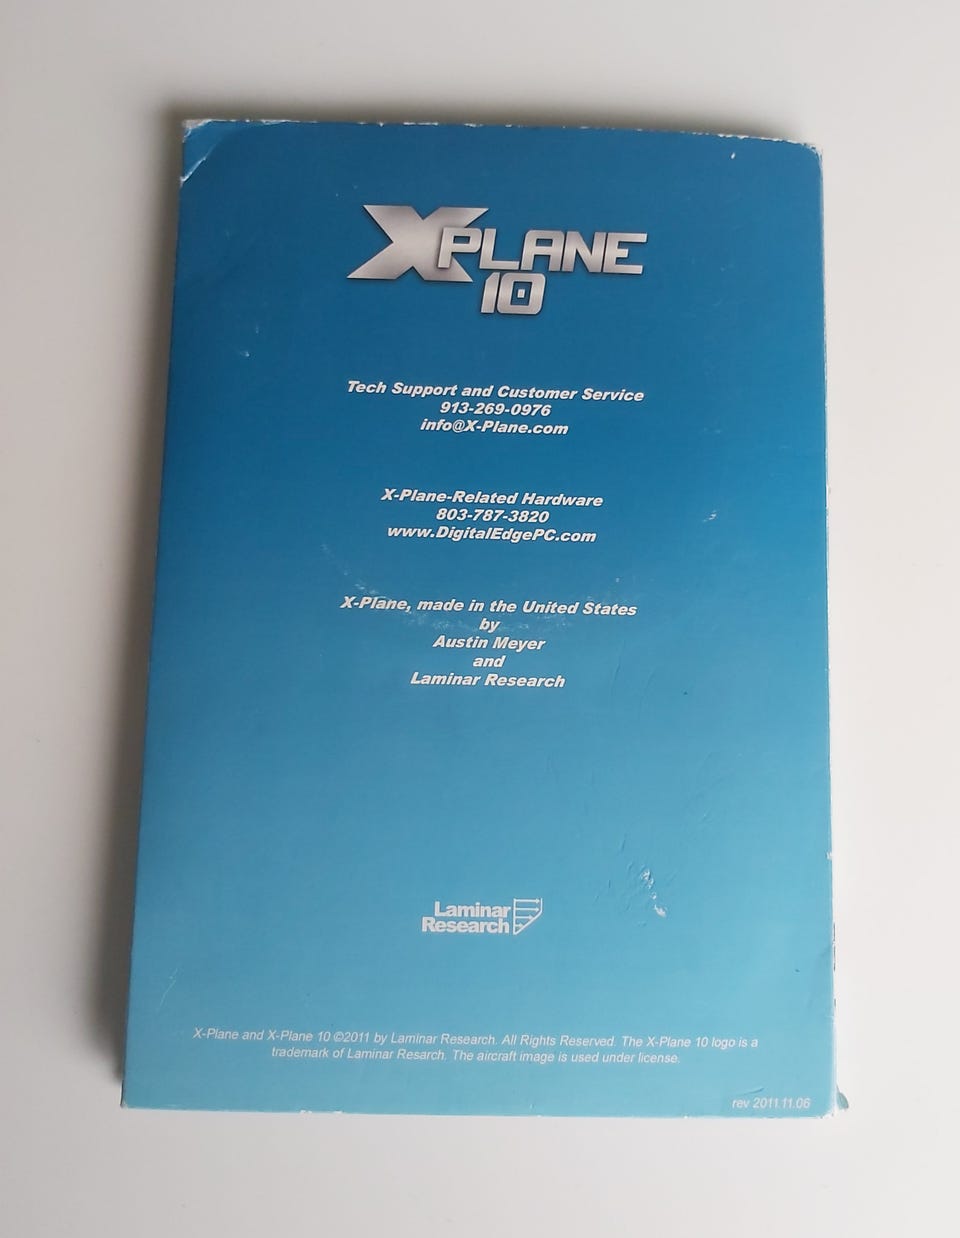 X-PLANE
10
Tech Support and Customer Service
913-269-0976
info@X-Plane.com
X-Plane-Related Hardware
803-787-3820
www.DigitalEdgePC.com
X-Plane, made in the United States
by
Austin Meyer
and
Laminar Research
Laminar
Research
X-Plane and X-Plane 10 ©2011 by Laminar Research. All Rights Reserved. The X-Plane 10 logo is a
trademark of Laminar Resarch. The aircraft image is used under license.
rev 2011.11.06